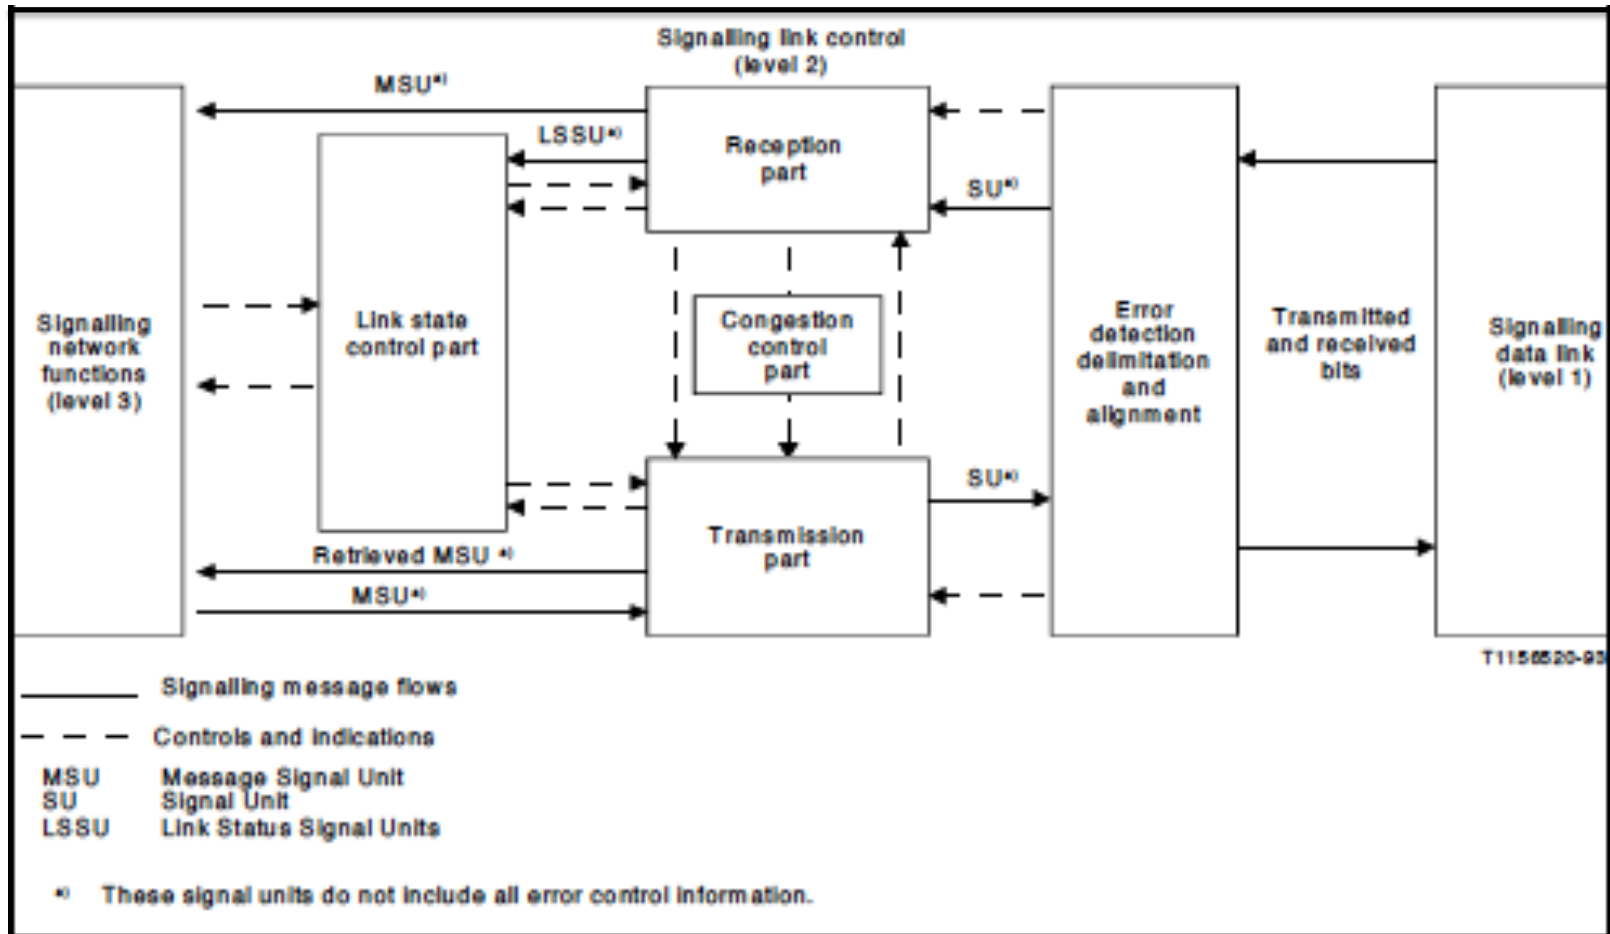 Signalling link control
(level 2)
MSU a)
LSSU a)
Reception
part
SU a)
Signalling
network
functions
(level 3)
Link state
control part
Congestion
control
part
Error
detection
delimitation
and
alignment
Transmitted
and received
bits
Signalling
data link
(level 1)
SU a)
Transmission
part
Retrieved MSU a)
MSU a)
T1156520-93
Signalling message flows
Controls and indications
MSU Message Signal Unit
SU Signal Unit
LSSU Link Status Signal Units
a) These signal units do not include all error control information.